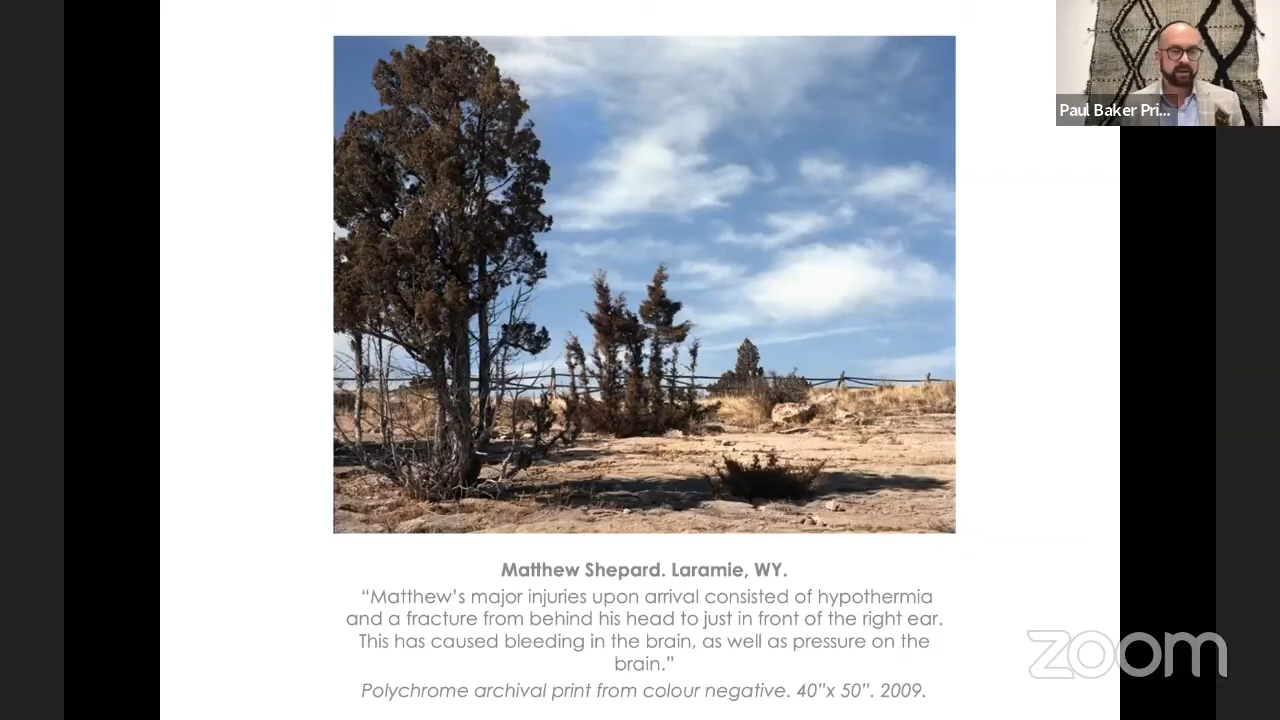 Paul Baker Pri...
Matthew Shepard. Laramie, WY.
“Matthew’s major injuries upon arrival consisted of hypothermia
and a fracture from behind his head to just in front of the right ear.
This has caused bleeding in the brain, as well as pressure on the
brain.”
Polychrome archival print from colour negative. 40”x 50”. 2009.
zoom